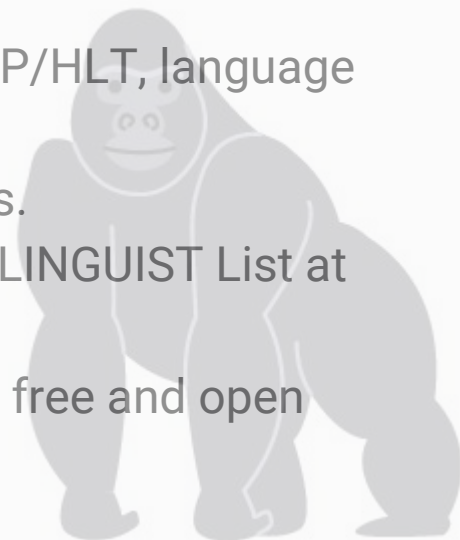 P/HLT, language
s.
LINGUIST List at
free and open